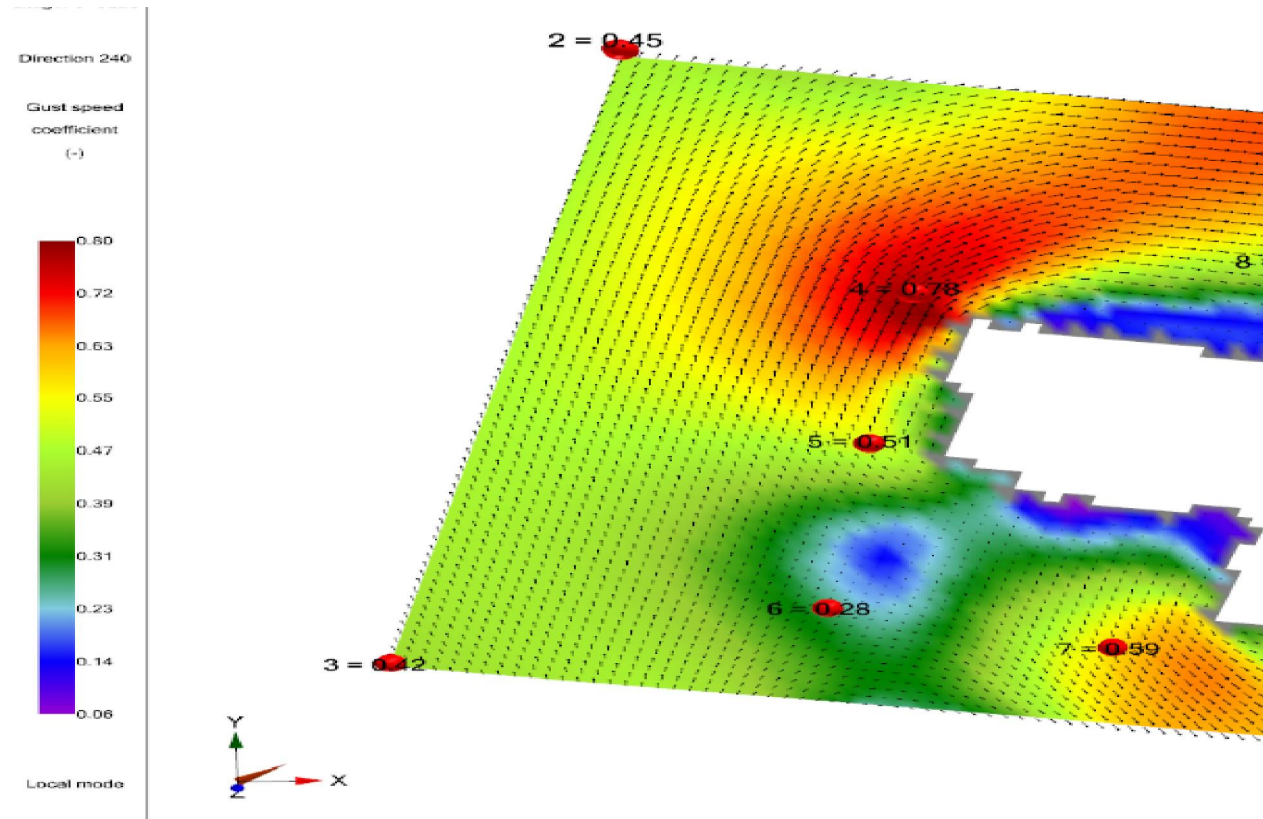 Direction 240
Gust speed
coefficient
(-)
0.80
0.72
0.63
0.55
0.47
0.39
0.31
0.23
0.14
0.06
Local mode
2 = 0.45
8
4 = 0.78
5 = 0.51
6 = 0.28
7 = 0.59
3 = 0.42
Y
X
Z